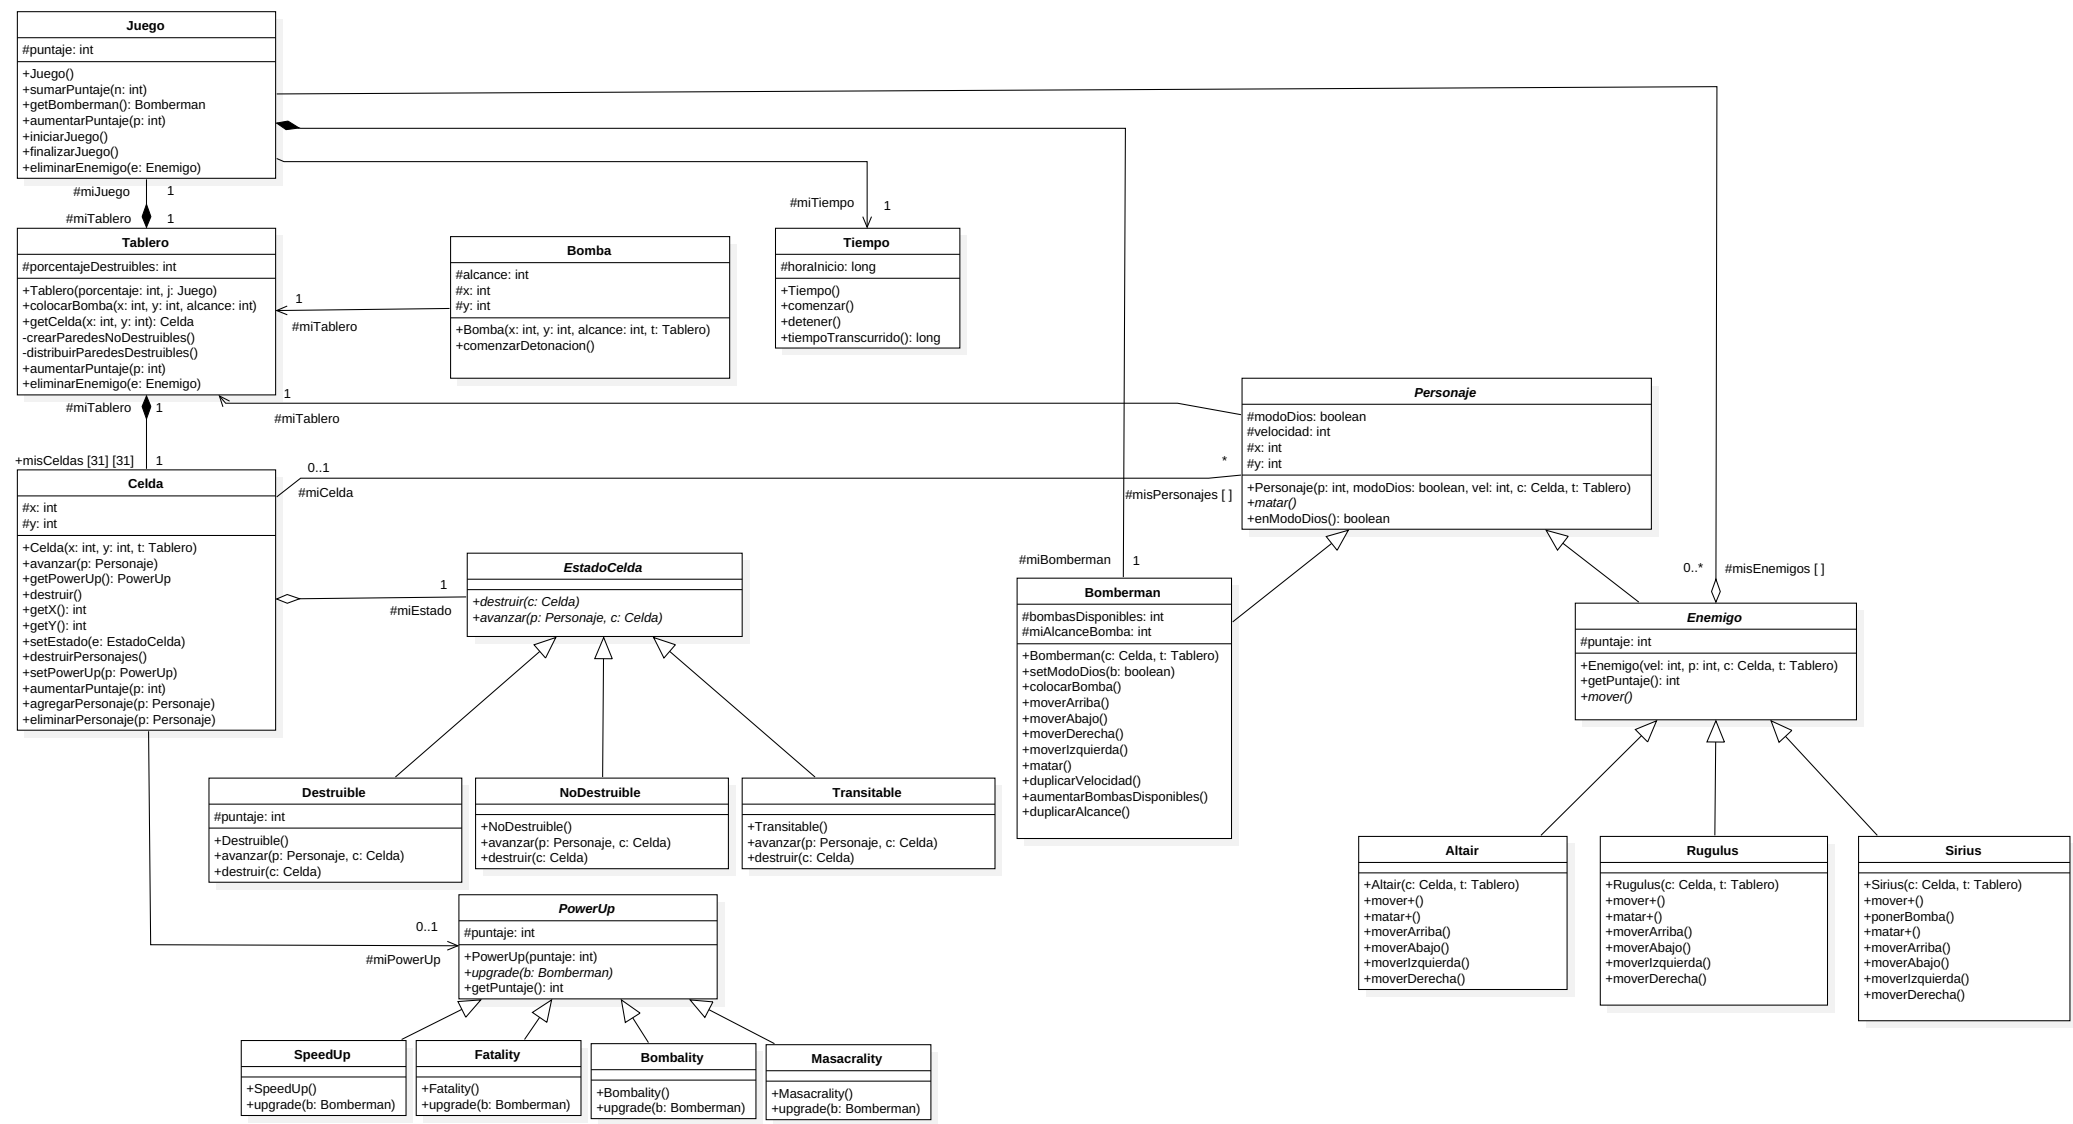 Juego
#puntaje: int
+Juego()
+sumarPuntaje(n: int)
+getBomberman(): Bomberman
+aumentarPuntaje(p: int)
+iniciarJuego()
+finalizarJuego()
+eliminarEnemigo(e: Enemigo)
#miJuego 1
#miTablero 1
Tablero
#porcentajeDestruibles: int
+Tablero(porcentaje: int, j: Juego)
+colocarBomba(x: int, y: int, alcance: int)
+getCelda(x: int, y: int): Celda
-crearParedesNoDestruibles()
-distribuirParedesDestruibles()
+aumentarPuntaje(p: int)
+eliminarEnemigo(e: Enemigo)
1
#miTablero
Bomba
#alcance: int
#x: int
#y: int
+Bomba(x: int, y: int, alcance: int, t: Tablero)
+comenzarDetonacion()
#miTiempo 1
Tiempo
#horaInicio: long
+Tiempo()
+comenzar()
+detener()
+tiempoTranscurrido(): long
#miTablero 1
1
#miTablero
Personaje
#modoDios: boolean
#velocidad: int
#x: int
#y: int
+Personaje(p: int, modoDios: boolean, vel: int, c: Celda, t: Tablero)
+matar()
+enModoDios(): boolean
+misCeldas [31] [31] 1
0..1
#miCelda
*
#misPersonajes [ ]
Celda
#x: int
#y: int
+Celda(x: int, y: int, t: Tablero)
+avanzar(p: Personaje)
+getPowerUp(): PowerUp
+destruir()
+getX(): int
+getY(): int
+setEstado(e: EstadoCelda)
+destruirPersonajes()
+setPowerUp(p: PowerUp)
+aumentarPuntaje(p: int)
+agregarPersonaje(p: Personaje)
+eliminarPersonaje(p: Personaje)
1
#miEstado
EstadoCelda
+destruir(c: Celda)
+avanzar(p: Personaje, c: Celda)
#miBomberman 1
Bomberman
#bombasDisponibles: int
#miAlcanceBomba: int
+Bomberman(c: Celda, t: Tablero)
+setModoDios(b: boolean)
+colocarBomba()
+moverArriba()
+moverAbajo()
+moverDerecha()
+moverIzquierda()
+matar()
+duplicarVelocidad()
+aumentarBombasDisponibles()
+duplicarAlcance()
0..* #misEnemigos [ ]
Enemigo
#puntaje: int
+Enemigo(vel: int, p: int, c: Celda, t: Tablero)
+getPuntaje(): int
+mover()
Destruible
#puntaje: int
+Destruible()
+avanzar(p: Personaje, c: Celda)
+destruir(c: Celda)
NoDestruible
+NoDestruible()
+avanzar(p: Personaje, c: Celda)
+destruir(c: Celda)
Transitable
+Transitable()
+avanzar(p: Personaje, c: Celda)
+destruir(c: Celda)
Altair
+Altair(c: Celda, t: Tablero)
+mover+()
+matar+()
+moverArriba()
+moverAbajo()
+moverIzquierda()
+moverDerecha()
Rugulus
+Rugulus(c: Celda, t: Tablero)
+mover+()
+matar+()
+moverArriba()
+moverAbajo()
+moverIzquierda()
+moverDerecha()
Sirius
+Sirius(c: Celda, t: Tablero)
+mover+()
+ponerBomba()
+matar+()
+moverArriba()
+moverAbajo()
+moverIzquierda()
+moverDerecha()
0..1
#miPowerUp
PowerUp
#puntaje: int
+PowerUp(puntaje: int)
+upgrade(b: Bomberman)
+getPuntaje(): int
SpeedUp
+SpeedUp()
+upgrade(b: Bomberman)
Fatality
+Fatality()
+upgrade(b: Bomberman)
Bombality
+Bombality()
+upgrade(b: Bomberman)
Masacrality
+Masacrality()
+upgrade(b: Bomberman)